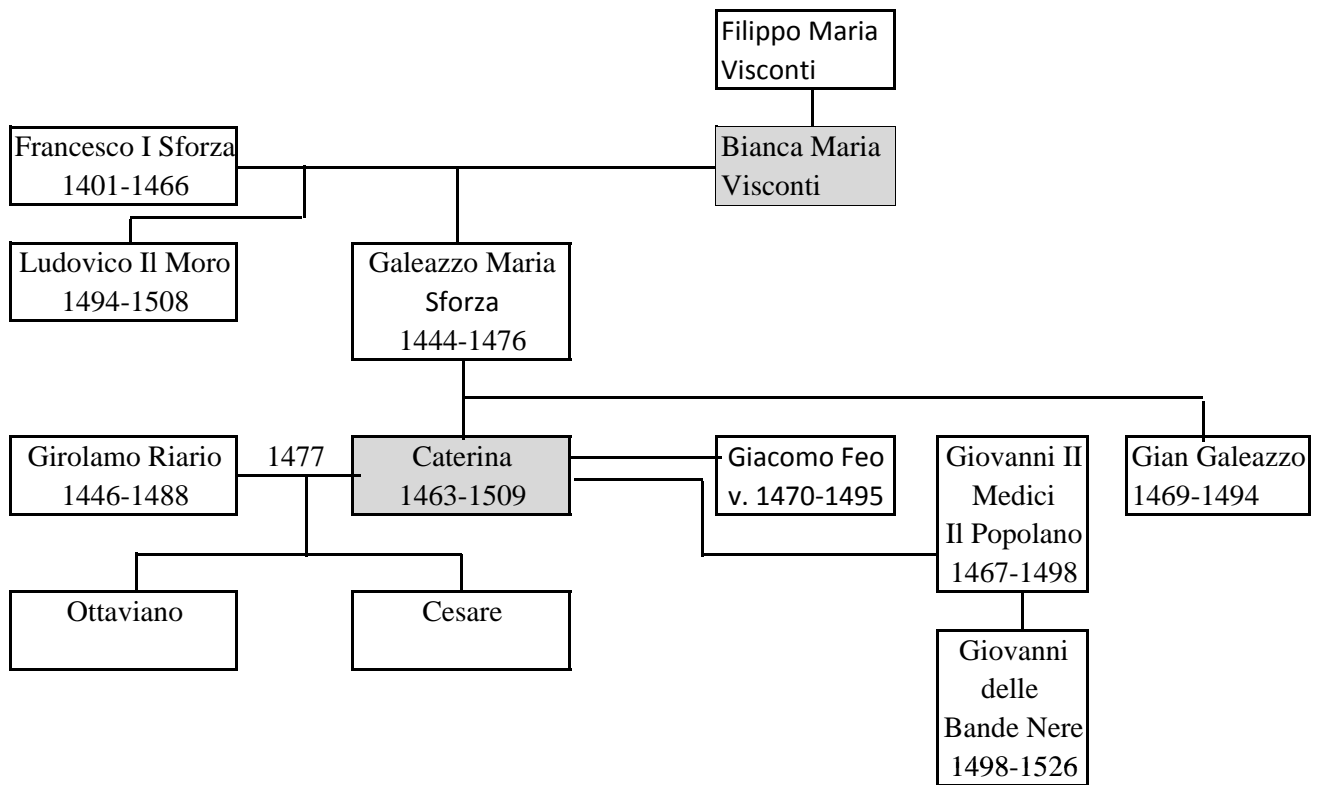 Filippo Maria
Visconti
Francesco I Sforza
1401-1466
Bianca Maria
Visconti
Ludovico Il Moro
1494-1508
Galeazzo Maria
Sforza
1444-1476
Girolamo Riario
1446-1488
1477
Caterina
1463-1509
Giacomo Feo
v. 1470-1495
Giovanni II
Medici
Il Popolano
1467-1498
Gian Galeazzo
1469-1494
Ottaviano
Cesare
Giovanni
delle
Bande Nere
1498-1526